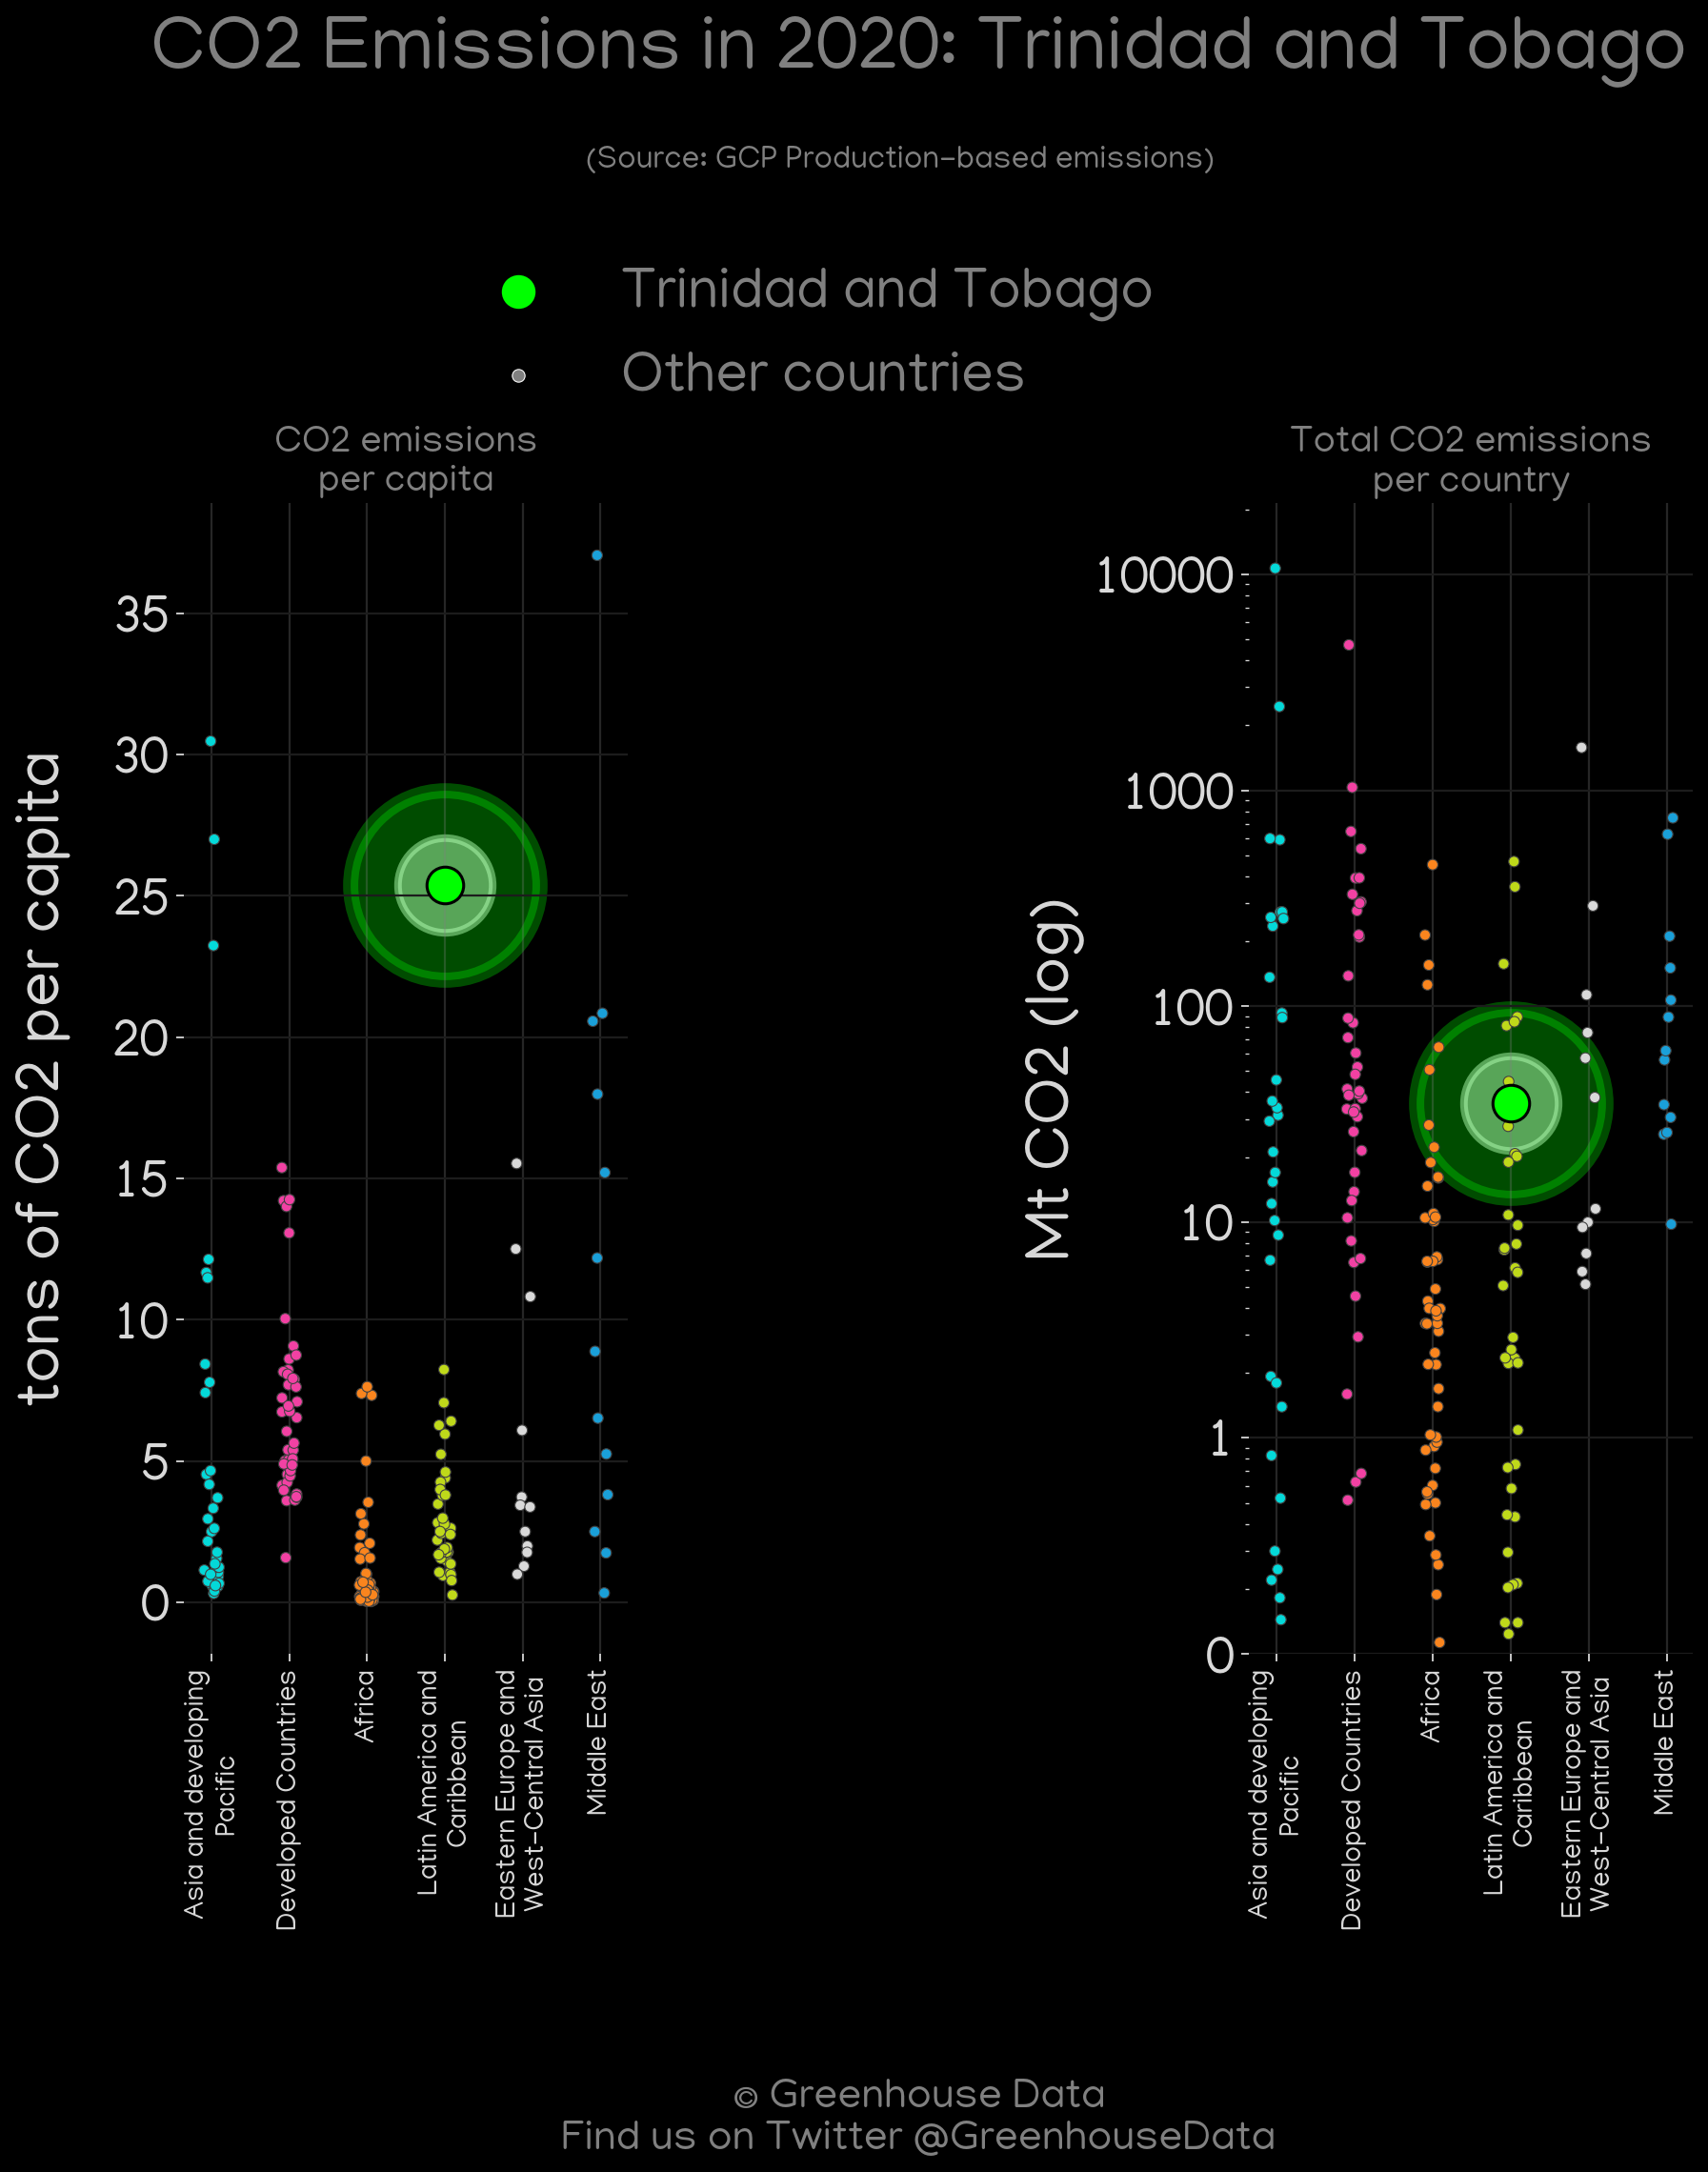 CO2 Emissions in 2020: Trinidad and Tobago
(Source: GCP Production-based emissions)
Trinidad and Tobago
Other countries
CO2 emissions
per capita
tons of CO2 per capita
35
30
25
20
15
10
5
0
Asia and developing
Pacific
Developed Countries
Africa
Latin America and
Caribbean
Eastern Europe and
West-Central Asia
Middle East
Total CO2 emissions
per country
Mt CO2 (log)
10000
1000
100
10
1
0
Asia and developing
Pacific
Developed Countries
Africa
Latin America and
Caribbean
Eastern Europe and
West-Central Asia
Middle East
© Greenhouse Data
Find us on Twitter @GreenhouseData